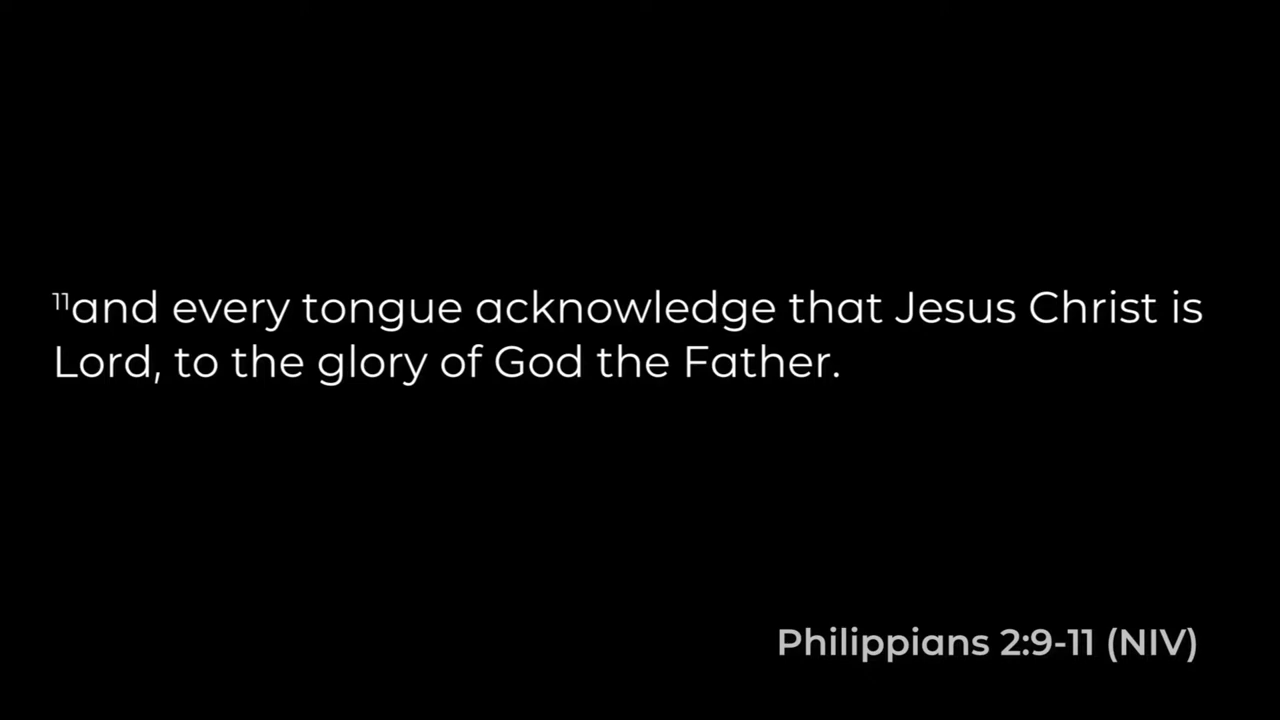 ¹¹and every tongue acknowledge that Jesus Christ is
Lord, to the glory of God the Father.
Philippians 2:9-11 (NIV)